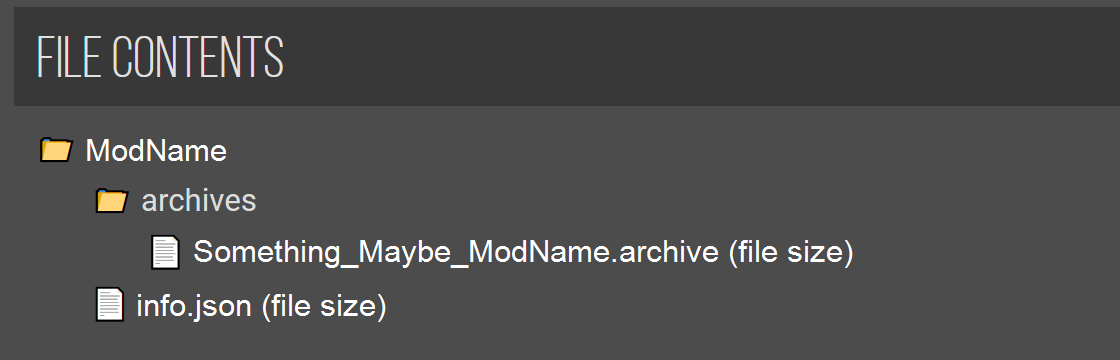 FILE CONTENTS
ModName
archives
Something_Maybe_ModName.archive (file size)
info.json (file size)